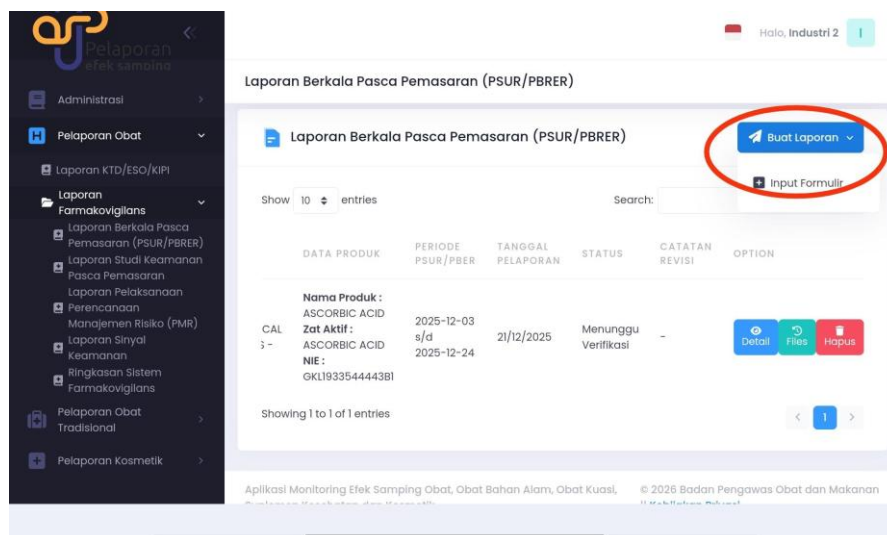 Pelaporan
efek samping
Administrasi
Pelaporan Obat
Laporan KTD/ESO/KIPI
Laporan
Farmakovigilans
Laporan Berkala Pasca
Pemasaran (PSUR/PBRER)
Laporan Studi Keamanan
Pasca Pemasaran
Laporan Pelaksanaan
Perencanaan
Manajemen Risiko (PMR)
Laporan Sinyal
Keamanan
Ringkasan Sistem
Farmakovigilans
Pelaporan Obat
Tradisional
Pelaporan Kosmetik
Halo, Industri 2 I
Laporan Berkala Pasca Pemasaran (PSUR/PBRER)
Laporan Berkala Pasca Pemasaran (PSUR/PBRER)
Buat Laporan
Input Formulir
Show 10 entries
Search:
DATA PRODUK
PERIODE
PSUR/PBER
TANGGAL
PELAPORAN
STATUS
CATATAN
REVISI
OPTION
CAL
S -
Nama Produk :
ASCORBIC ACID
Zat Aktif :
ASCORBIC ACID
NIE :
GKL1933544443B1
2025-12-03
s/d
2025-12-24
21/12/2025
Menunggu
Verifikasi
-
Detail
Files
Hapus
Showing 1 to 1 of 1 entries
< 1 >
Aplikasi Monitoring Efek Samping Obat, Obat Bahan Alam, Obat Kuasi,
© 2026 Badan Pengawas Obat dan Makanan